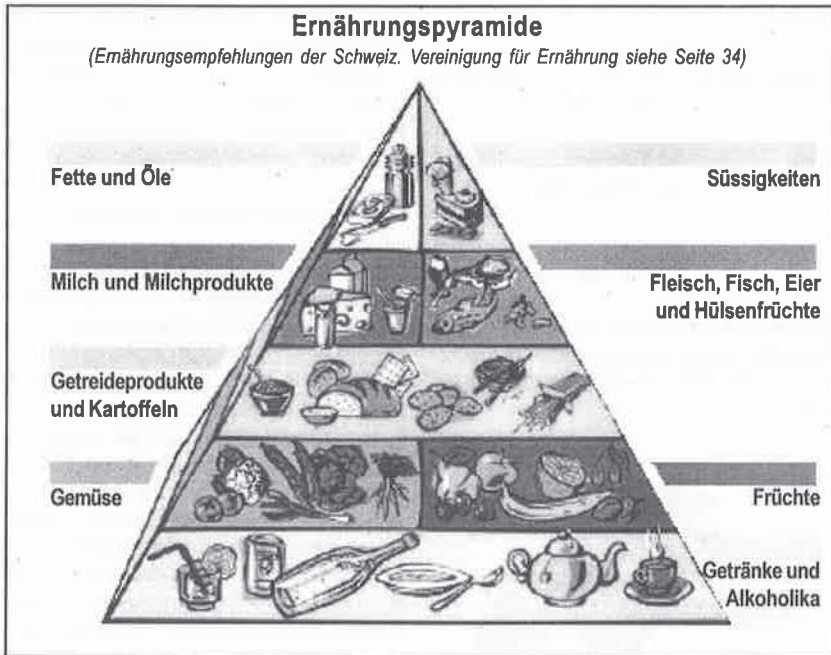 Ernährungspyramide
(Ernährungsempfehlungen der Schweiz. Vereinigung für Ernährung siehe Seite 34)
Fette und Öle
Süssigkeiten
Milch und Milchprodukte
Fleisch, Fisch, Eier
und Hülsenfrüchte
Getreideprodukte
und Kartoffeln
Gemüse
Früchte
Getränke und
Alkoholika